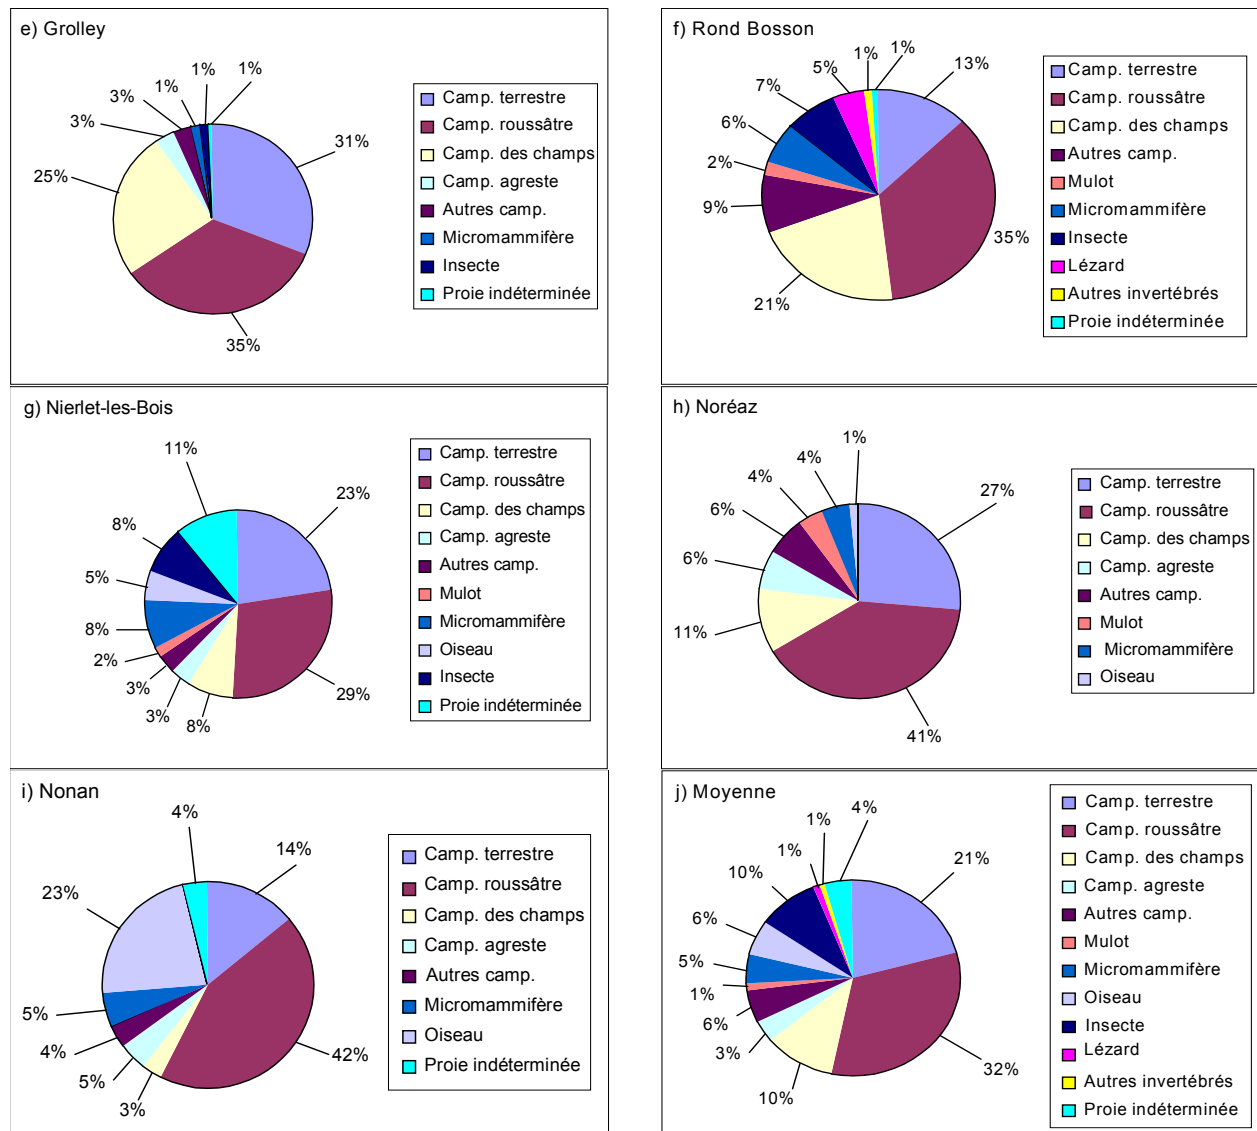 e) Grolley
1%
1%
1%
3%
3%
25%
31%
35%
Camp. terrestre
Camp. roussâtre
Camp. des champs
Camp. agreste
Autres camp.
Micromammifère
Insecte
Proie indéterminée
f) Rond Bosson
1%
1%
5%
7%
6%
2%
9%
21%
13%
35%
Camp. terrestre
Camp. roussâtre
Camp. des champs
Autres camp.
Mulot
Micromammifère
Insecte
Lézard
Autres invertébrés
Proie indéterminée
g) Nierlet-les-Bois
11%
8%
5%
8%
2%
3%
3%
8%
23%
29%
Camp. terrestre
Camp. roussâtre
Camp. des champs
Camp. agreste
Autres camp.
Mulot
Micromammifère
Oiseau
Insecte
Proie indéterminée
h) Noréaz
1%
4%
4%
6%
6%
11%
27%
41%
Camp. terrestre
Camp. roussâtre
Camp. des champs
Camp. agreste
Autres camp.
Mulot
Micromammifère
Oiseau
i) Nonan
4%
14%
23%
5%
4%
5%
3%
42%
Camp. terrestre
Camp. roussâtre
Camp. des champs
Camp. agreste
Autres camp.
Micromammifère
Oiseau
Proie indéterminée
j) Moyenne
4%
1%
1%
10%
6%
5%
1%
6%
3%
10%
21%
32%
Camp. terrestre
Camp. roussâtre
Camp. des champs
Camp. agreste
Autres camp.
Mulot
Micromammifère
Oiseau
Insecte
Lézard
Autres invertébrés
Proie indéterminée